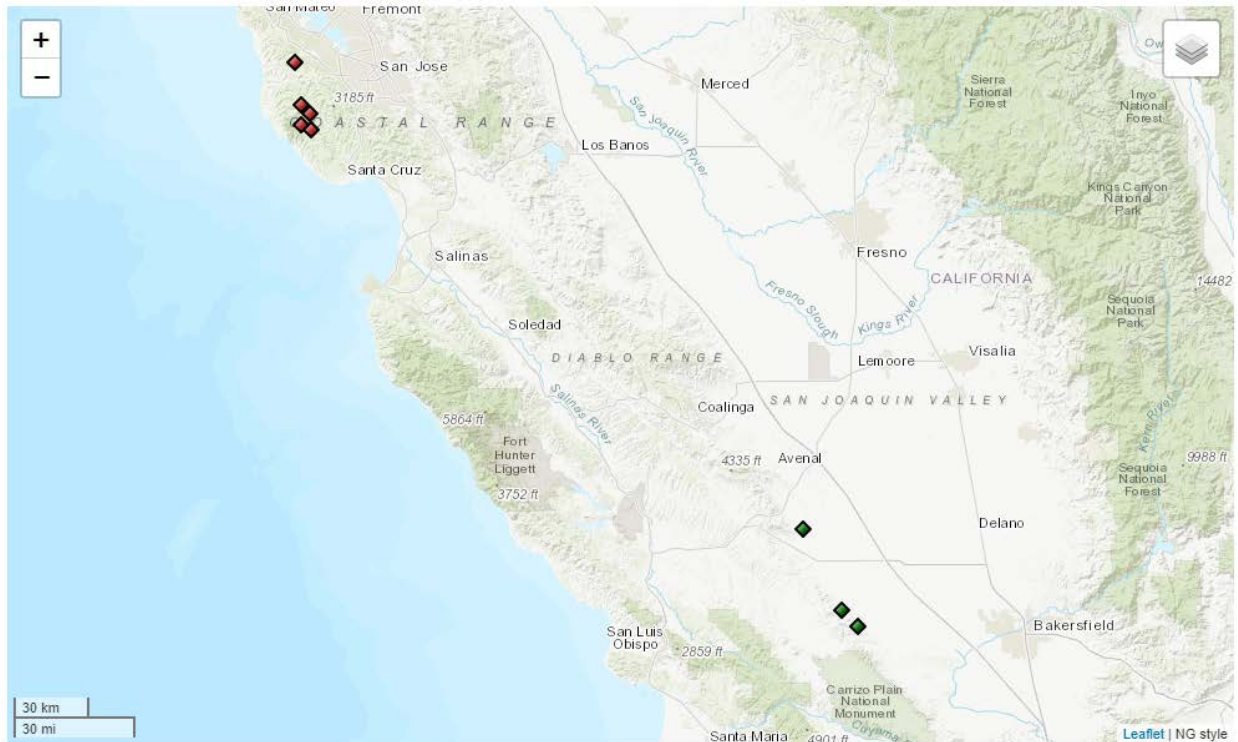 San Mateo
Fremont
+
−
San Jose
3185 ft
COASTAL RANGE
Santa Cruz
Merced
San Joaquin River
Los Banos
Sierra
National
Forest
Inyo
National
Forest
Kings Canyon
National
Park
Salinas
Fresno
CALIFORNIA
14482
Fresno Slough
Kings River
Sequoia
National
Park
Soledad
DIABLO RANGE
Lemoore
Visalia
Salinas River
Coalinga
SAN JOAQUIN VALLEY
Kern River
5864 ft
Fort
Hunter
Liggett
4335 ft
Avenal
9988 ft
Sequoia
National
Forest
3752 ft
Delano
San Luis
Obispo
2859 ft
Bakersfield
Carrizo Plain
National
Monument
30 km
30 mi
Santa Maria
4901 ft
Cuyama
Leaflet | NG style